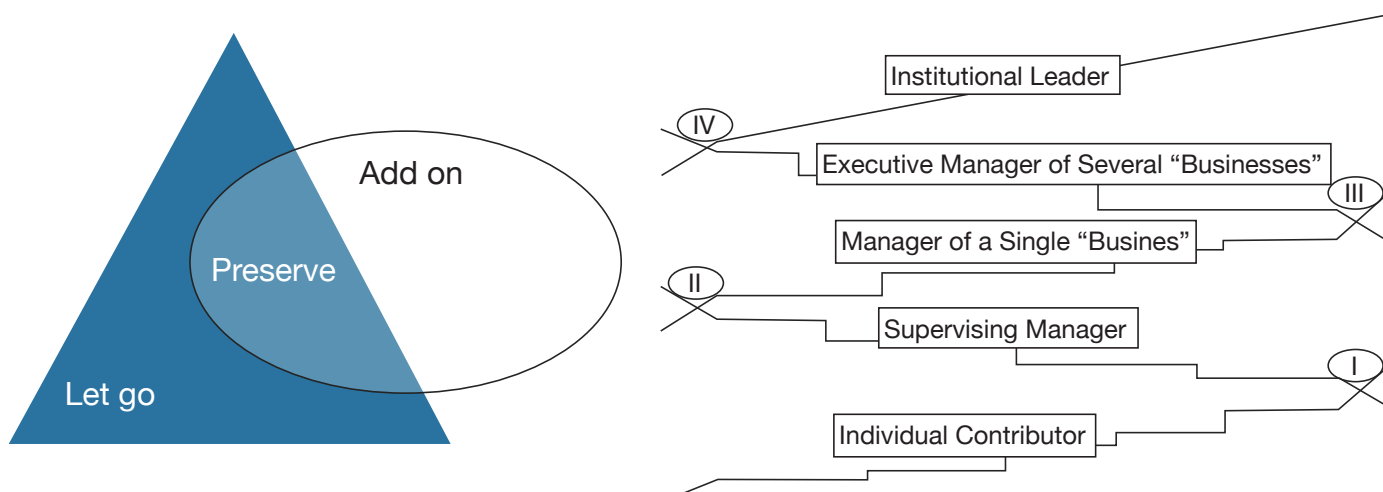 Add on
Preserve
Let go
Institutional Leader
IV
Executive Manager of Several “Businesses”
III
Manager of a Single “Busines”
II
Supervising Manager
I
Individual Contributor